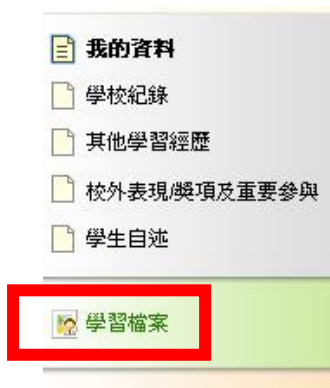 我的資料
學校紀錄
其他學習經歷
校外表現/獎項及重要參與
學生自述
學習檔案